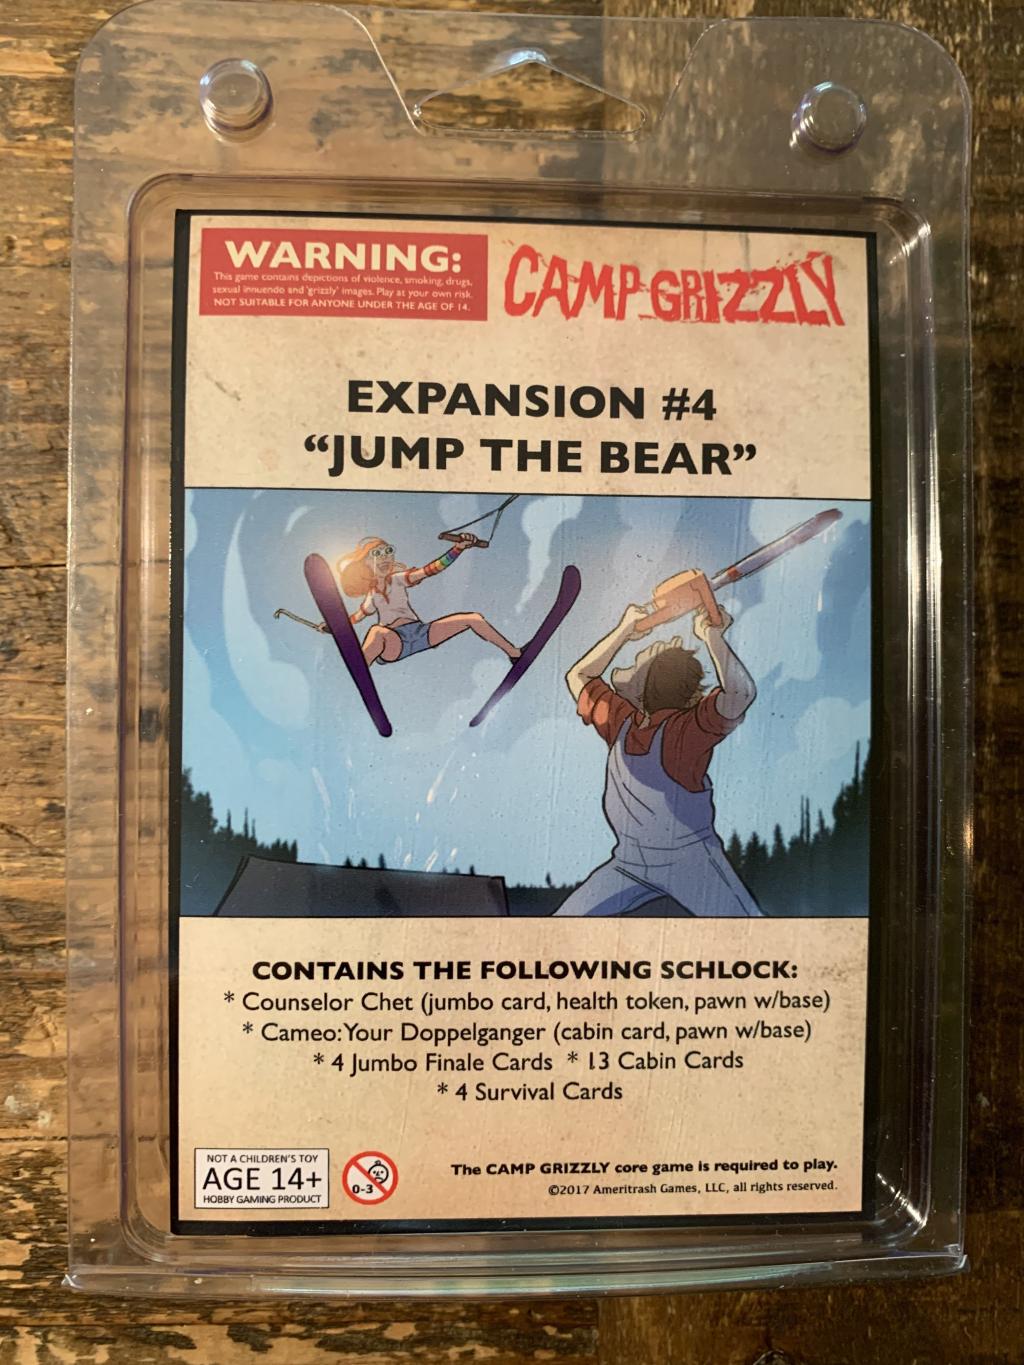 WARNING:
This game contains depictions of violence, smoking, drugs,
sexual innuendo and 'grizzly' images. Play at your own risk.
NOT SUITABLE FOR ANYONE UNDER THE AGE OF 14.
CAMP GRIZZLY
EXPANSION #4
“JUMP THE BEAR”
CONTAINS THE FOLLOWING SCHLOCK:
* Counselor Chet (jumbo card, health token, pawn w/base)
* Cameo: Your Doppelganger (cabin card, pawn w/base)
* 4 Jumbo Finale Cards * 13 Cabin Cards
* 4 Survival Cards
NOT A CHILDREN'S TOY
AGE 14+
HOBBY GAMING PRODUCT
0-3
The CAMP GRIZZLY core game is required to play.
©2017 Ameritrash Games, LLC, all rights reserved.